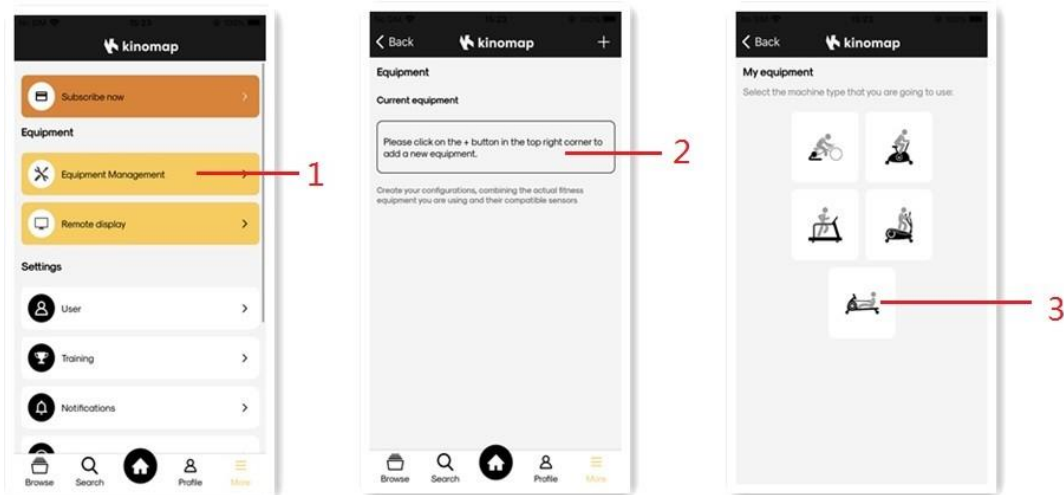 kinomap
Subscribe now
Equipment
Equipment Management
1
Remote display
Settings
User
Training
Notifications
Browse
Search
Profile
More
Back
kinomap
+
Equipment
Current equipment
Please click on the + button in the top right corner to
add a new equipment.
2
Create your configurations, combining the actual fitness
equipment you are using and their compatible sensors
Browse
Search
Profile
More
Back
kinomap
My equipment
Select the machine type that you are going to use:
3